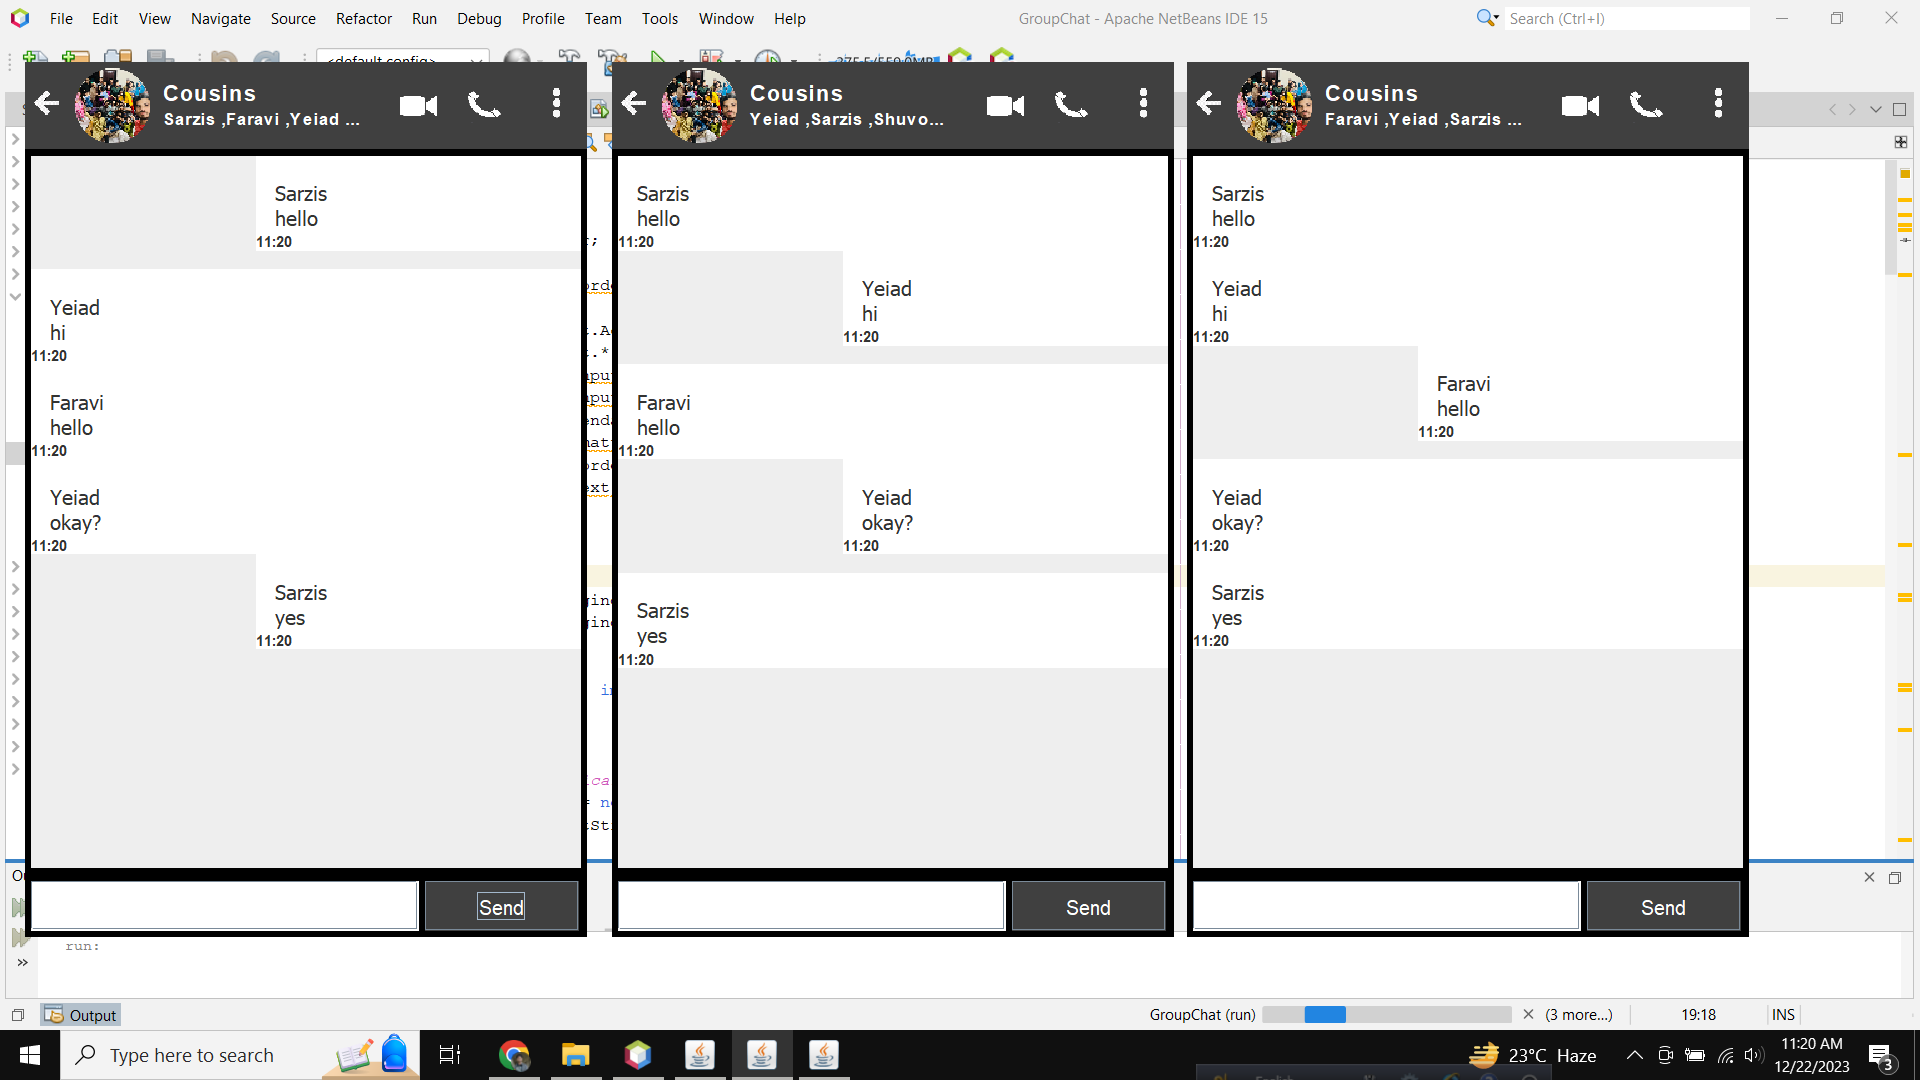 File Edit View Navigate Source Refactor Run Debug Profile Team Tools Window Help
GroupChat - Apache NetBeans IDE 15
Search (Ctrl+I)
<default config>
Cousins
Sarzis ,Faravi ,Yeiad ...
Sarzis
hello
11:20
Yeiad
hi
11:20
Faravi
hello
11:20
Yeiad
okay?
11:20
Sarzis
yes
11:20
Send
Cousins
Yeiad ,Sarzis ,Shuvo...
Sarzis
hello
11:20
Yeiad
hi
11:20
Faravi
hello
11:20
Yeiad
okay?
11:20
Sarzis
yes
11:20
Send
Cousins
Faravi ,Yeiad ,Sarzis ...
Sarzis
hello
11:20
Yeiad
hi
11:20
Faravi
hello
11:20
Yeiad
okay?
11:20
Sarzis
yes
11:20
Send
run:
Output
GroupChat (run)
(3 more...)
19:18
INS
Type here to search
23°C Haze
11:20 AM
12/22/2023
3